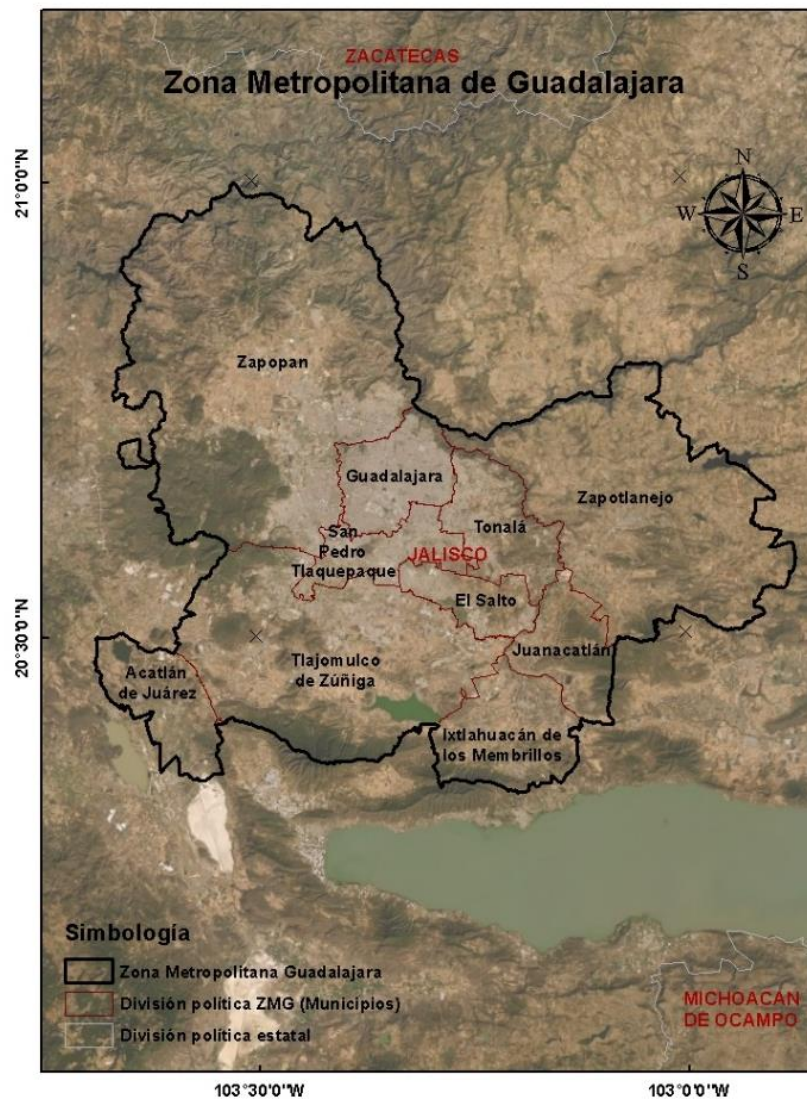 ZACATECAS
Zona Metropolitana de Guadalajara
21°0'0"N
N
W
E
S
Zapopan
Guadalajara
Zapotlanejo
Tonalá
San
Pedro
Tlaquepaque
JALISCO
El Salto
20°30'0"N
Juanacatlán
Tlajomulco
de Zúñiga
Acatlán
de Juárez
Ixtlahuacán de
los Membrillos
Simbología
Zona Metropolitana Guadalajara
División política ZMG (Municipios)
División política estatal
MICHOACAN
DE OCAMPO
103°30'0"W
103°0'0"W